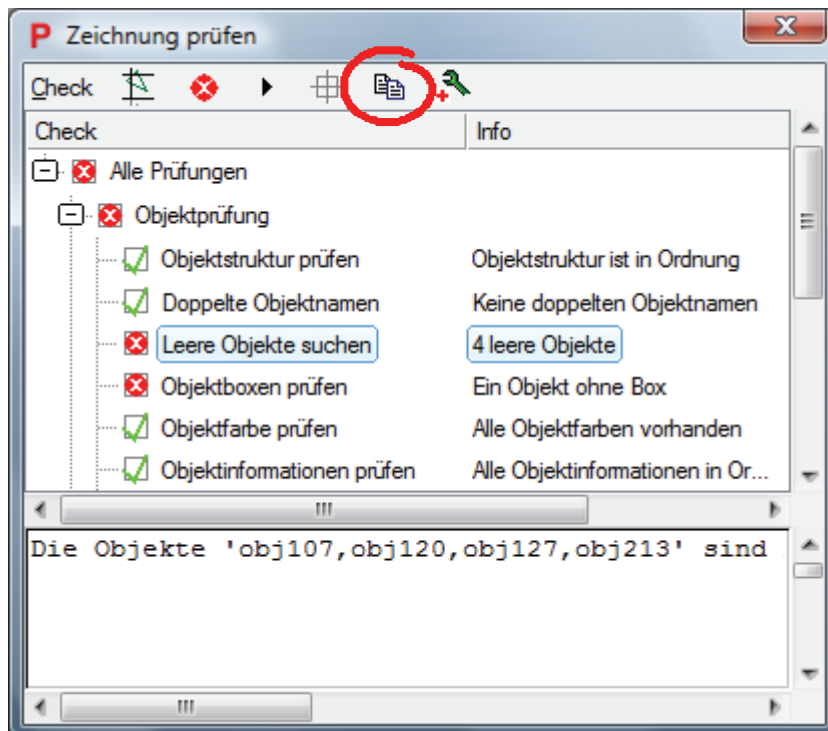 P Zeichnung prüfen
Check
Check Info
Alle Prüfungen
Objektprüfung
Objektstruktur prüfen Objektstruktur ist in Ordnung
Doppelte Objektnamen Keine doppelten Objektnamen
Leere Objekte suchen 4 leere Objekte
Objektboxen prüfen Ein Objekt ohne Box
Objektfarbe prüfen Alle Objektfarben vorhanden
Objektinformationen prüfen Alle Objektinformationen in Or...
Die Objekte 'obj107,obj120,obj127,obj213' sind